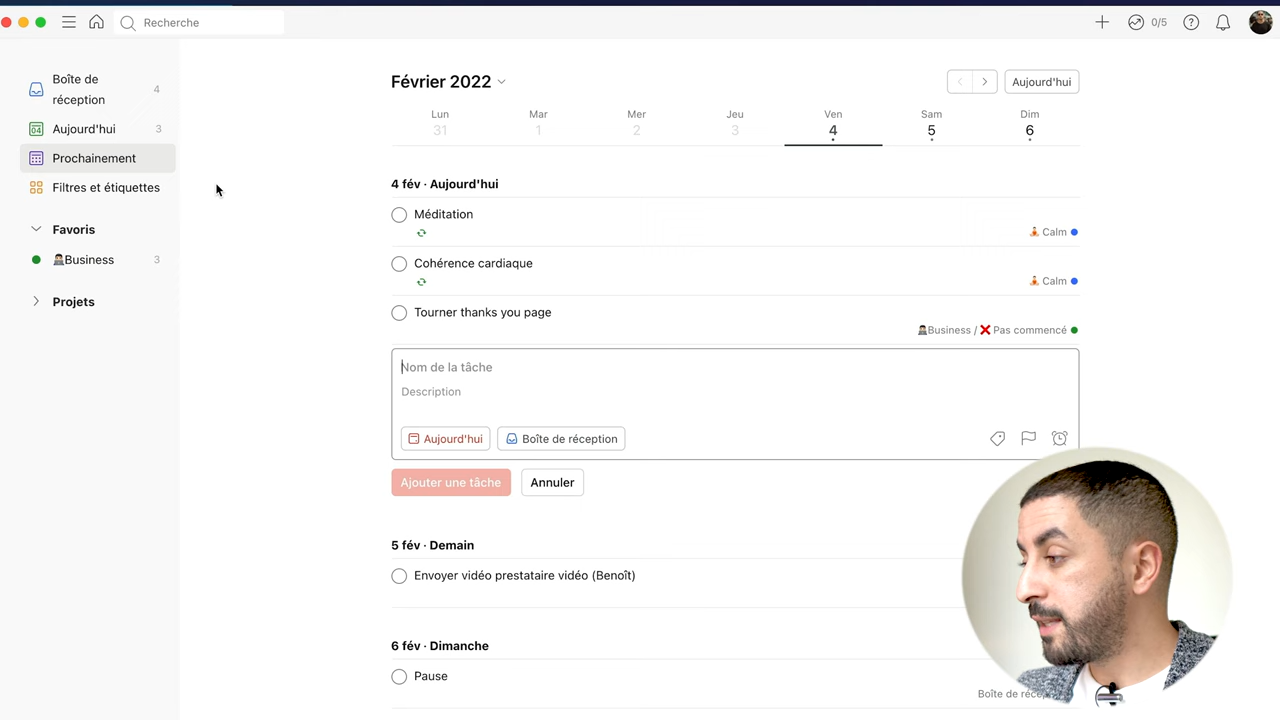 Recherche
0/5
Boîte de
réception
4
04
Aujourd'hui
3
Prochainement
Filtres et étiquettes
Favoris
Business
3
Projets
Février 2022
Aujourd'hui
Lun
Mar
Mer
Jeu
Ven
Sam
Dim
31
1
2
3
4
5
6
4 fév · Aujourd'hui
Méditation
Calm
Cohérence cardiaque
Calm
Tourner thanks you page
Business / ❌ Pas commencé
Nom de la tâche
Description
Aujourd'hui
Boîte de réception
Ajouter une tâche
Annuler
5 fév · Demain
Envoyer vidéo prestataire vidéo (Benoît)
6 fév · Dimanche
Pause
Boîte de